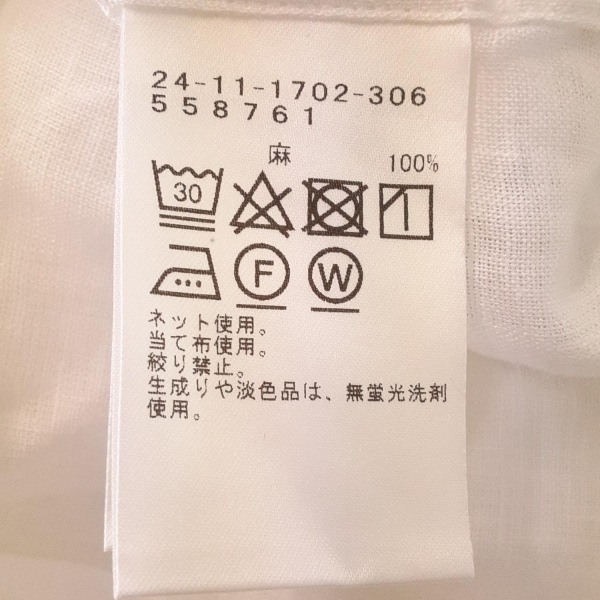 24-11-1702-306
558761
麻 100%
30
F W
ネット使用。
当て布使用。
絞り禁止。
生成りや淡色品は、無蛍光洗剤
使用。